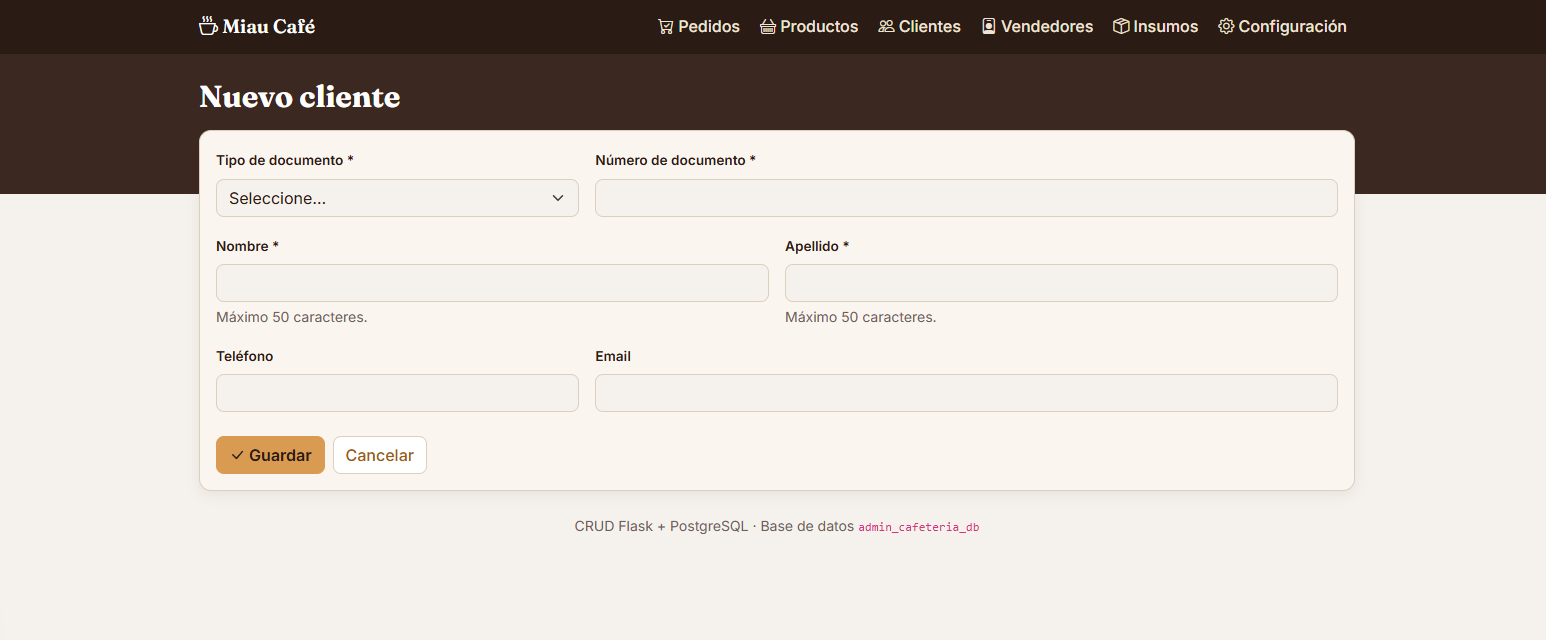 Miau Café
Pedidos Productos Clientes Vendedores Insumos Configuración
Nuevo cliente
Tipo de documento * Número de documento *
Seleccione...
Nombre * Apellido *
Máximo 50 caracteres. Máximo 50 caracteres.
Teléfono Email
Guardar Cancelar
CRUD Flask + PostgreSQL · Base de datos admin_cafeteria_db